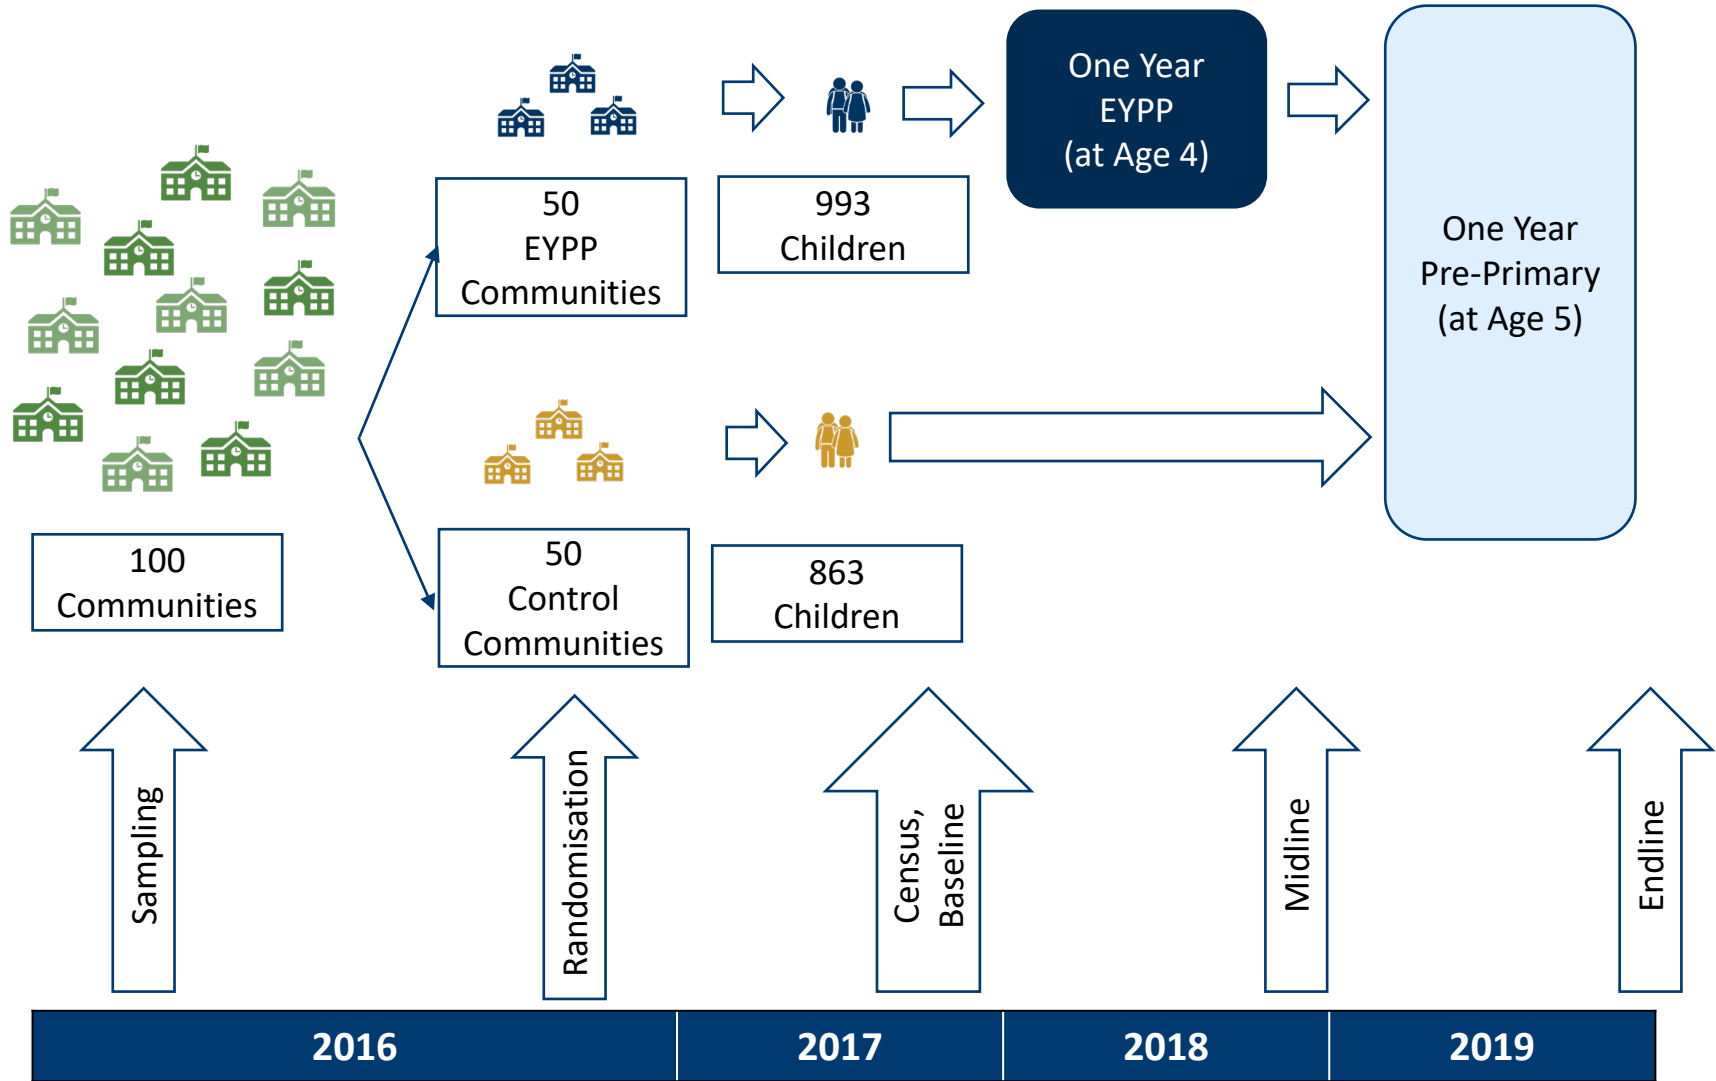 One Year
EYPP
(at Age 4)
50
EYPP
Communities
993
Children
One Year
Pre-Primary
(at Age 5)
100
Communities
50
Control
Communities
863
Children
Sampling
Randomisation
Census,
Baseline
Midline
Endline
2016
2017
2018
2019